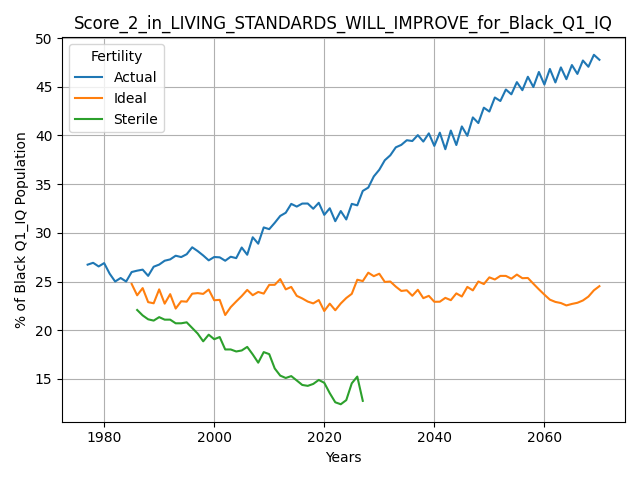 Score_2_in_LIVING_STANDARDS_WILL_IMPROVE_for_Black_Q1_IQ
Fertility
Actual
Ideal
Sterile
% of Black Q1_IQ Population
50
45
40
35
30
25
20
15
1980
2000
2020
2040
2060
Years